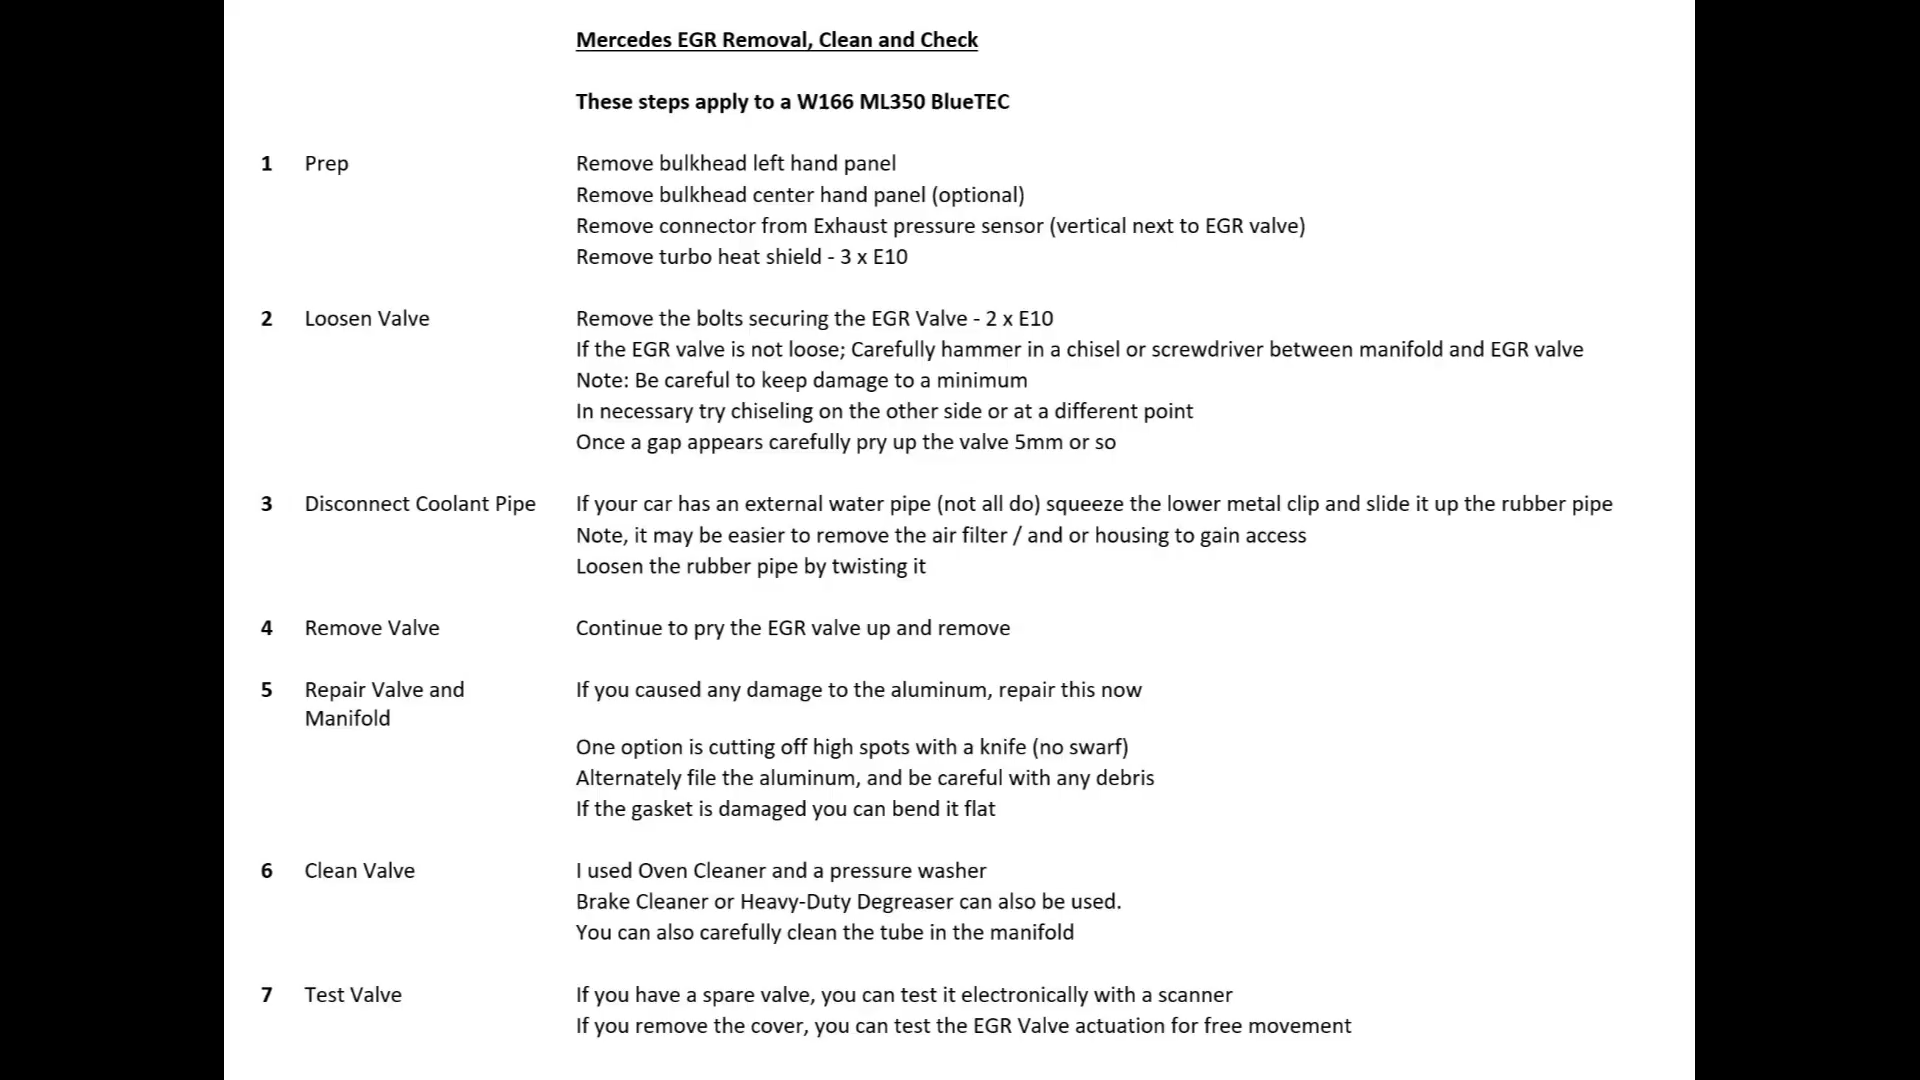 Mercedes EGR Removal, Clean and Check
These steps apply to a W166 ML350 BlueTEC
1 Prep Remove bulkhead left hand panel
Remove bulkhead center hand panel (optional)
Remove connector from Exhaust pressure sensor (vertical next to EGR valve)
Remove turbo heat shield - 3 x E10
2 Loosen Valve Remove the bolts securing the EGR Valve - 2 x E10
If the EGR valve is not loose; Carefully hammer in a chisel or screwdriver between manifold and EGR valve
Note: Be careful to keep damage to a minimum
In necessary try chiseling on the other side or at a different point
Once a gap appears carefully pry up the valve 5mm or so
3 Disconnect Coolant Pipe If your car has an external water pipe (not all do) squeeze the lower metal clip and slide it up the rubber pipe
Note, it may be easier to remove the air filter / and or housing to gain access
Loosen the rubber pipe by twisting it
4 Remove Valve Continue to pry the EGR valve up and remove
5 Repair Valve and If you caused any damage to the aluminum, repair this now
Manifold
One option is cutting off high spots with a knife (no swarf)
Alternately file the aluminum, and be careful with any debris
If the gasket is damaged you can bend it flat
6 Clean Valve I used Oven Cleaner and a pressure washer
Brake Cleaner or Heavy-Duty Degreaser can also be used.
You can also carefully clean the tube in the manifold
7 Test Valve If you have a spare valve, you can test it electronically with a scanner
If you remove the cover, you can test the EGR Valve actuation for free movement